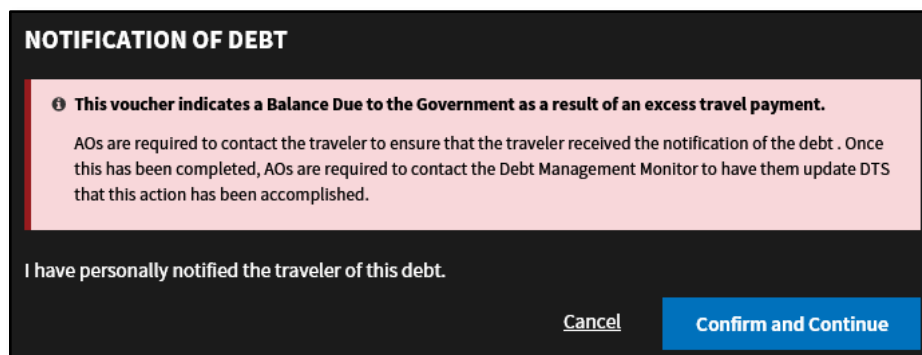 NOTIFICATION OF DEBT
This voucher indicates a Balance Due to the Government as a result of an excess travel payment.
AOs are required to contact the traveler to ensure that the traveler received the notification of the debt . Once
this has been completed, AOs are required to contact the Debt Management Monitor to have them update DTS
that this action has been accomplished.
I have personally notified the traveler of this debt.
Cancel Confirm and Continue